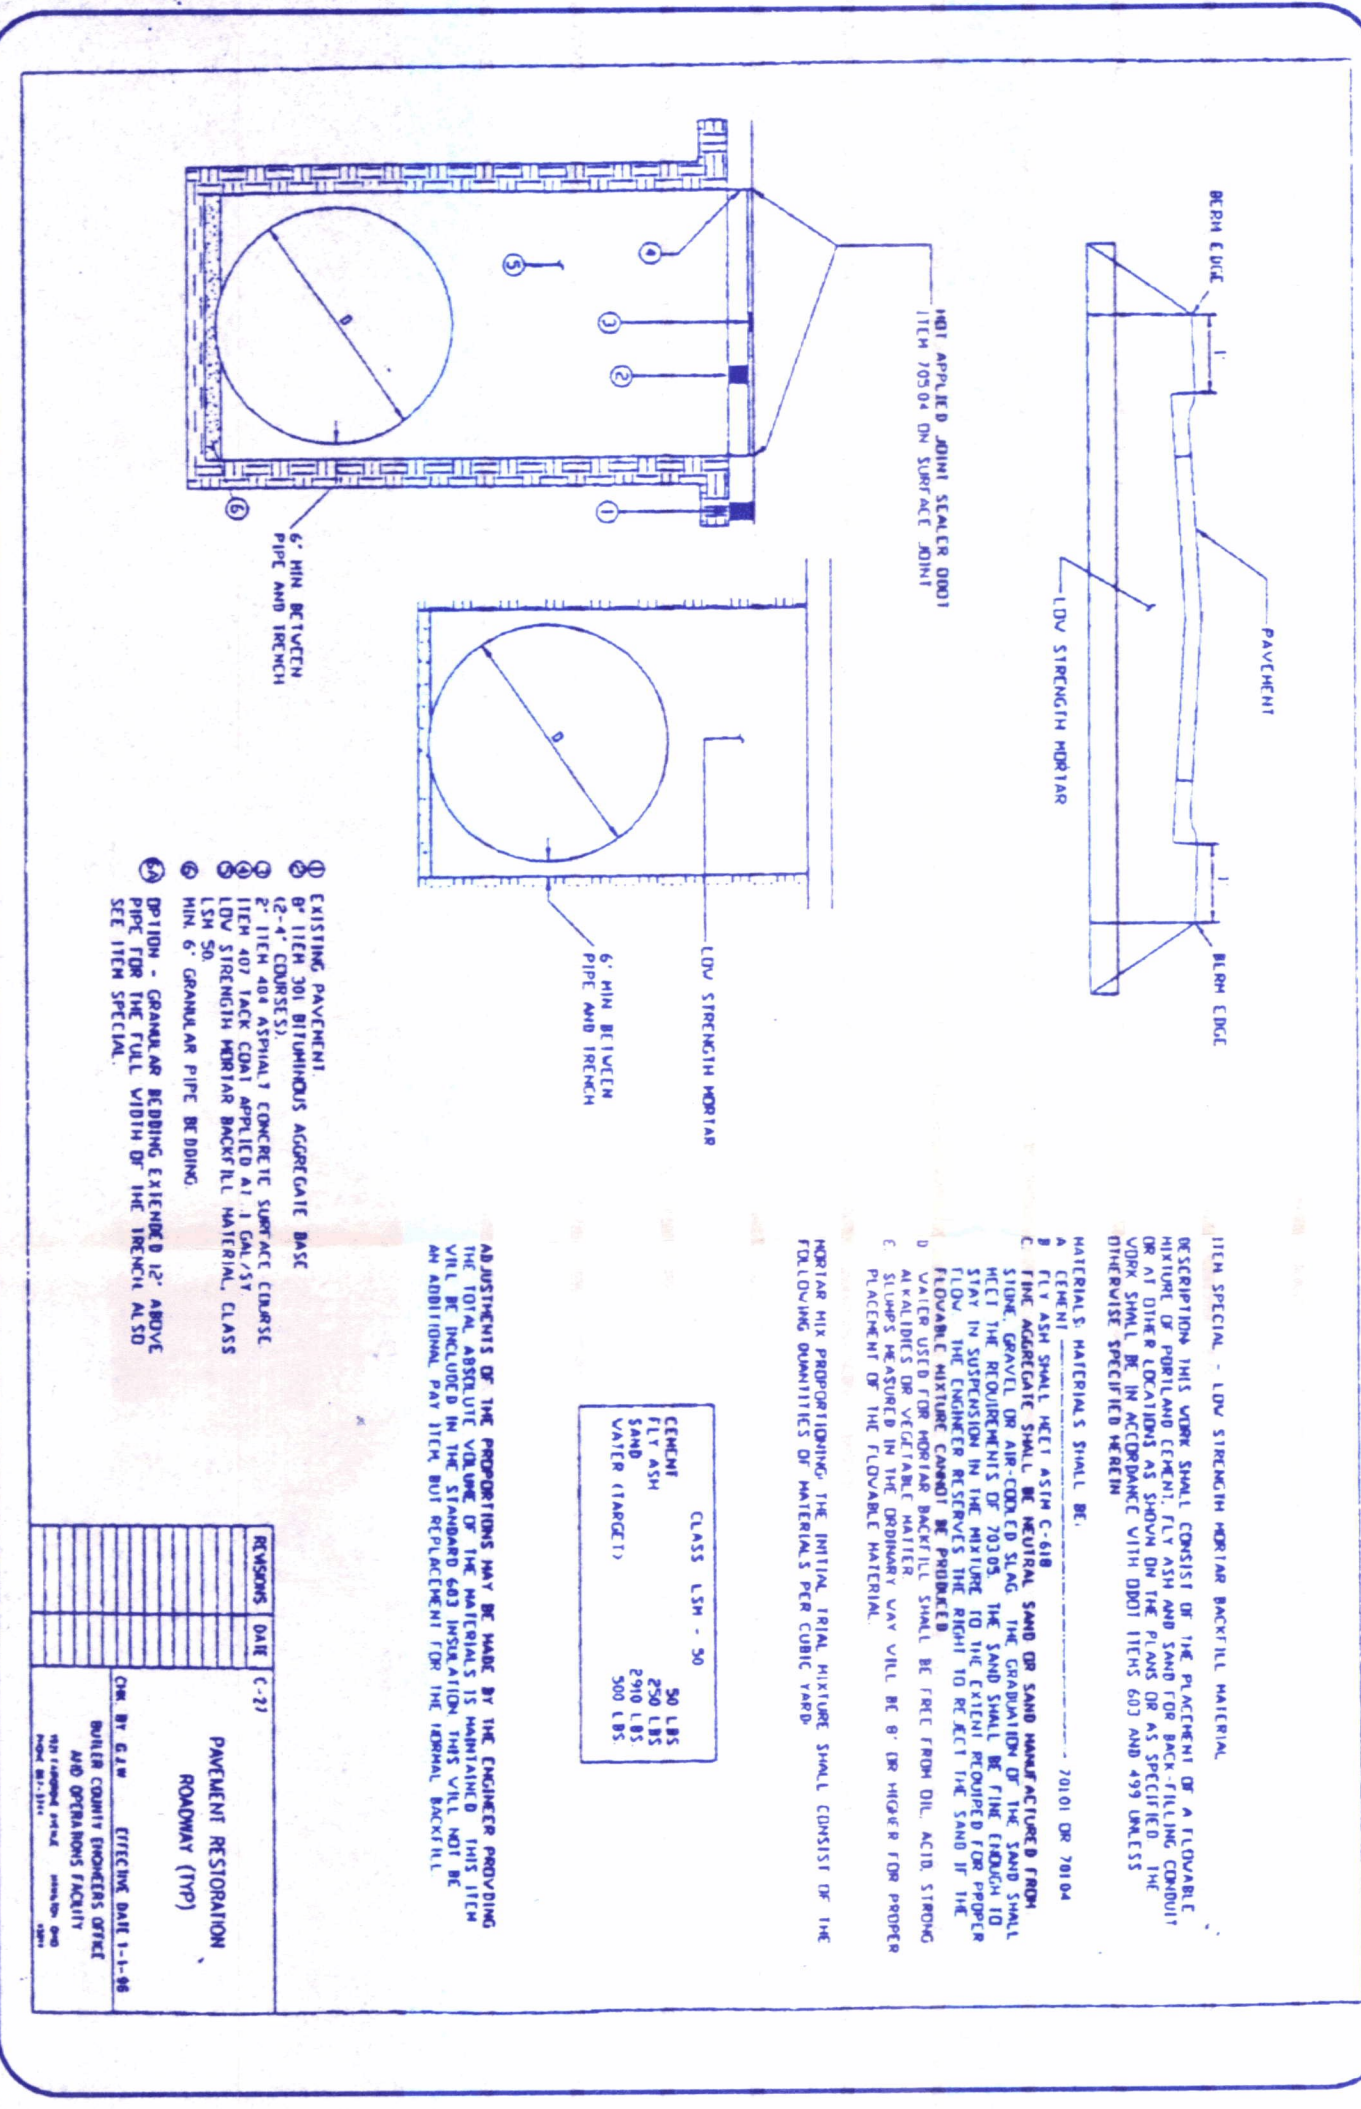 BERM EDGE
1'
PAVEMENT
1'
BERM EDGE
LOW STRENGTH MORTAR
HOT APPLIED JOINT SEALER ODOT
ITEM 705.04 ON SURFACE JOINT
④
③
②
①
⑤
D
⑥
6" MIN BETWEEN
PIPE AND TRENCH
D
LOW STRENGTH MORTAR
6" MIN BETWEEN
PIPE AND TRENCH
① EXISTING PAVEMENT.
② 8" ITEM 301 BITUMINOUS AGGREGATE BASE
(2-4" COURSES).
③ 2" ITEM 404 ASPHALT CONCRETE SURFACE COURSE
④ ITEM 407 TACK COAT APPLIED AT .1 GAL/SY
⑤ LOW STRENGTH MORTAR BACKFILL MATERIAL, CLASS
LSM 50.
⑥ MIN. 6" GRANULAR PIPE BEDDING.
6A OPTION - GRANULAR BEDDING EXTENDED 12" ABOVE
PIPE FOR THE FULL WIDTH OF THE TRENCH. ALSO
SEE ITEM SPECIAL.
ITEM SPECIAL - LOW STRENGTH MORTAR BACKFILL MATERIAL
DESCRIPTION: THIS WORK SHALL CONSIST OF THE PLACEMENT OF A FLOWABLE
MIXTURE OF PORTLAND CEMENT, FLY ASH AND SAND FOR BACK-FILLING CONDUIT
OR AT OTHER LOCATIONS AS SHOWN ON THE PLANS OR AS SPECIFIED. THE
WORK SHALL BE IN ACCORDANCE WITH ODOT ITEMS 603 AND 499 UNLESS
OTHERWISE SPECIFIED HEREIN
MATERIALS: MATERIALS SHALL BE:
A CEMENT ---------- 701.01 OR 701.04
B FLY ASH SHALL MEET ASTM C-618
C. FINE AGGREGATE SHALL BE NEUTRAL SAND OR SAND MANUFACTURED FROM
STONE, GRAVEL OR AIR-COOLED SLAG. THE GRADUATION OF THE SAND SHALL
MEET THE REQUIREMENTS OF 703.05. THE SAND SHALL BE FINE ENOUGH TO
STAY IN SUSPENSION IN THE MIXTURE TO THE EXTENT REQUIRED FOR PROPER
FLOW. THE ENGINEER RESERVES THE RIGHT TO REJECT THE SAND IF THE
FLOWABLE MIXTURE CANNOT BE PRODUCED
D WATER USED FOR MORTAR BACKFILL SHALL BE FREE FROM OIL, ACID, STRONG
ALKALIDIES OR VEGETABLE MATTER.
E. SLUMPS MEASURED IN THE ORDINARY WAY WILL BE 8" OR HIGHER FOR PROPER
PLACEMENT OF THE FLOWABLE MATERIAL.
MORTAR MIX PROPORTIONING: THE INITIAL TRIAL MIXTURE SHALL CONSIST OF THE
FOLLOWING QUANTITIES OF MATERIALS PER CUBIC YARD:
CLASS LSM - 50
CEMENT 50 LBS
FLY ASH 250 LBS
SAND 2910 LBS.
WATER (TARGET) 500 LBS.
ADJUSTMENTS OF THE PROPORTIONS MAY BE MADE BY THE ENGINEER PROVIDING
THE TOTAL ABSOLUTE VOLUME OF THE MATERIALS IS MAINTAINED THIS ITEM
WILL BE INCLUDED IN THE STANDARD 603 INSULATION THIS WILL NOT BE
AN ADDITIONAL PAY ITEM, BUT REPLACEMENT FOR THE NORMAL BACKFILL
REVISIONS DATE C-27
PAVEMENT RESTORATION
ROADWAY (TYP)
CHK. BY G.J.W EFFECTIVE DATE 1-1-96
BUTLER COUNTY ENGINEERS OFFICE
AND OPERATIONS FACILITY
1921 FAIRGROVE AVENUE HAMILTON OHIO